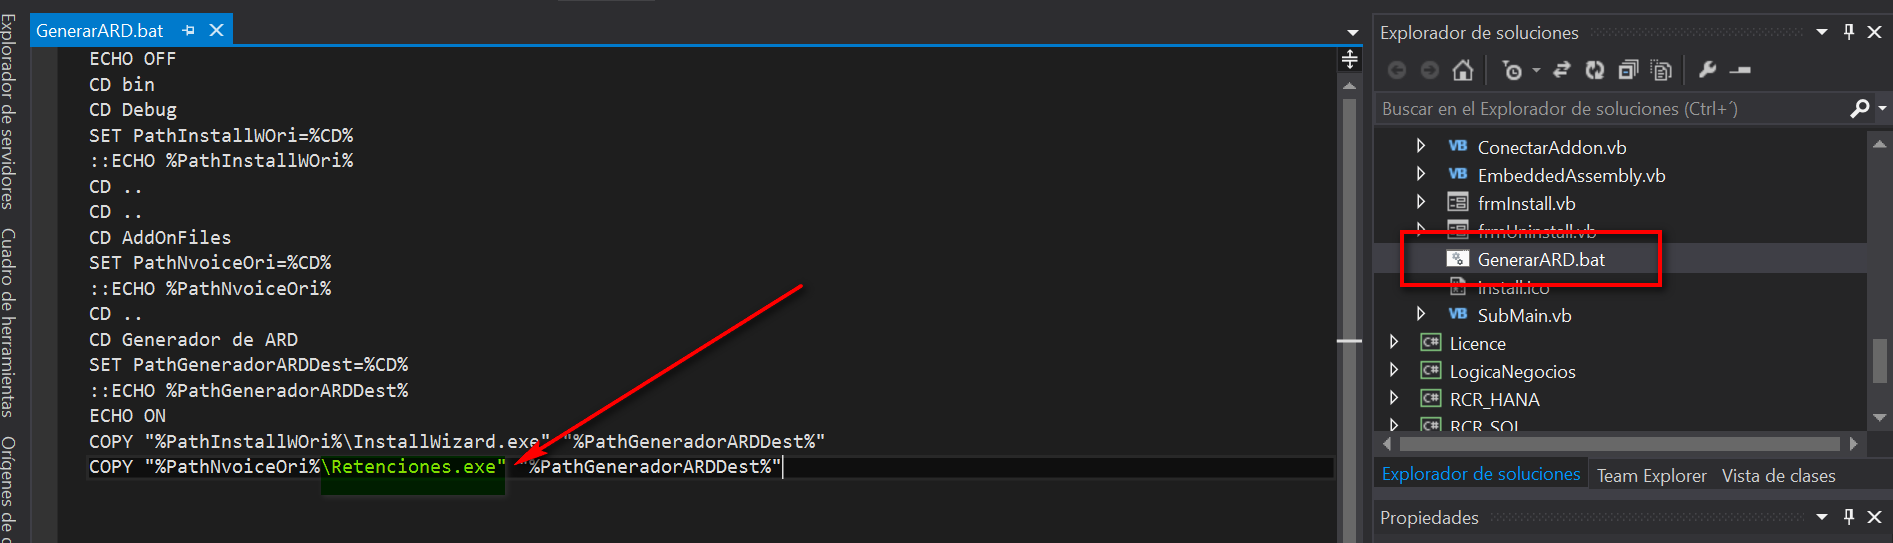 GenerarARD.bat
ECHO OFF
CD bin
CD Debug
SET PathInstallWOri=%CD%
::ECHO %PathInstallWOri%
CD ..
CD ..
CD AddOnFiles
SET PathNvoiceOri=%CD%
::ECHO %PathNvoiceOri%
CD ..
CD Generador de ARD
SET PathGeneradorARDDest=%CD%
::ECHO %PathGeneradorARDDest%
ECHO ON
COPY "%PathInstallWOri%\InstallWizard.exe" "%PathGeneradorARDDest%"
COPY "%PathNvoiceOri%\Retenciones.exe" "%PathGeneradorARDDest%"
Explorador de servidores
Cuadro de herramientas
Orígenes de
Explorador de soluciones
Buscar en el Explorador de soluciones (Ctrl+´)
VB ConectarAddon.vb
VB EmbeddedAssembly.vb
frmInstall.vb
frmUninstall.vb
GenerarARD.bat
install.ico
VB SubMain.vb
C# Licence
C# LogicaNegocios
C# RCR_HANA
C# RCR_SQL
Explorador de soluciones
Team Explorer
Vista de clases
Propiedades